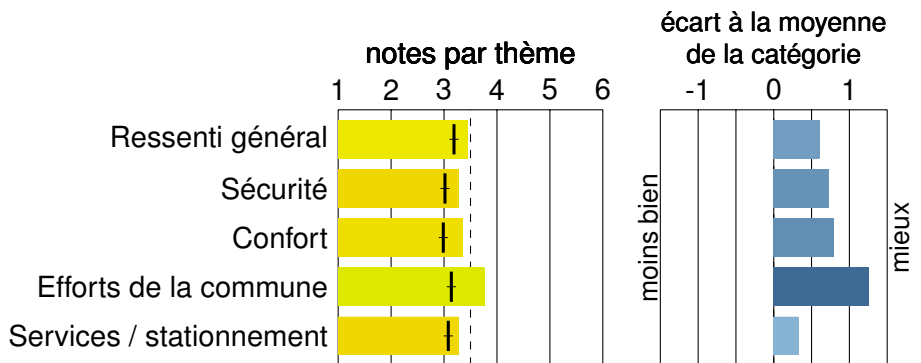 notes par thème
1 2 3 4 5 6
écart à la moyenne
de la catégorie
-1 0 1
Ressenti général
Sécurité
Confort
Efforts de la commune
Services / stationnement
moins bien
mieux